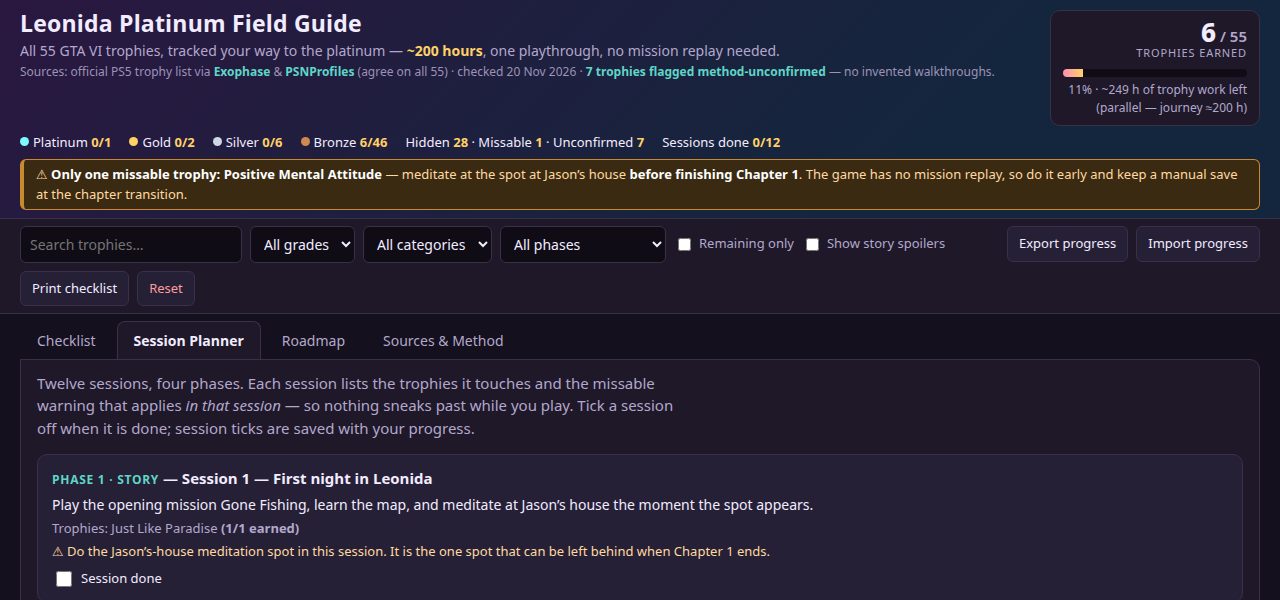 Leonida Platinum Field Guide
All 55 GTA VI trophies, tracked your way to the platinum — ~200 hours, one playthrough, no mission replay needed.
Sources: official PS5 trophy list via Exophase & PSNProfiles (agree on all 55) · checked 20 Nov 2026 · 7 trophies flagged method-unconfirmed — no invented walkthroughs.
6 / 55
TROPHIES EARNED
11% · ~249 h of trophy work left
(parallel — journey ≈200 h)
Platinum 0/1 Gold 0/2 Silver 0/6 Bronze 6/46 Hidden 28 · Missable 1 · Unconfirmed 7 Sessions done 0/12
⚠ Only one missable trophy: Positive Mental Attitude — meditate at the spot at Jason’s house before finishing Chapter 1. The game has no mission replay, so do it early and keep a manual save
at the chapter transition.
Search trophies… All grades All categories All phases Remaining only Show story spoilers Export progress Import progress
Print checklist Reset
Checklist Session Planner Roadmap Sources & Method
Twelve sessions, four phases. Each session lists the trophies it touches and the missable
warning that applies in that session — so nothing sneaks past while you play. Tick a session
off when it is done; session ticks are saved with your progress.
PHASE 1 · STORY — Session 1 — First night in Leonida
Play the opening mission Gone Fishing, learn the map, and meditate at Jason’s house the moment the spot appears.
Trophies: Just Like Paradise (1/1 earned)
⚠ Do the Jason’s-house meditation spot in this session. It is the one spot that can be left behind when Chapter 1 ends.
Session done